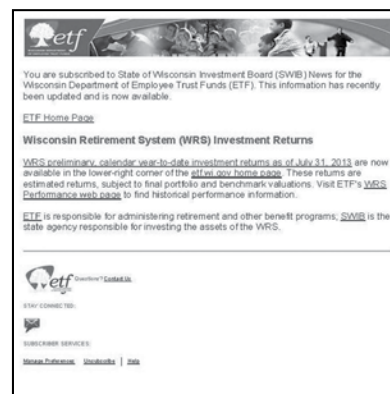 etf
You are subscribed to State of Wisconsin Investment Board (SWIB) News for the
Wisconsin Department of Employee Trust Funds (ETF). This information has recently
been updated and is now available.
ETF Home Page
Wisconsin Retirement System (WRS) Investment Returns
WRS preliminary, calendar year-to-date investment returns as of July 31, 2013 are now
available in the lower-right corner of the etf.wi.gov home page. These returns are
estimated returns, subject to final portfolio and benchmark valuations. Visit ETF's WRS
Performance web page to find historical performance information.
ETF is responsible for administering retirement and other benefit programs; SWIB is the
state agency responsible for investing the assets of the WRS.
etf Questions? Contact Us
STAY CONNECTED:
SUBSCRIBER SERVICES:
Manage Preferences Unsubscribe | Help